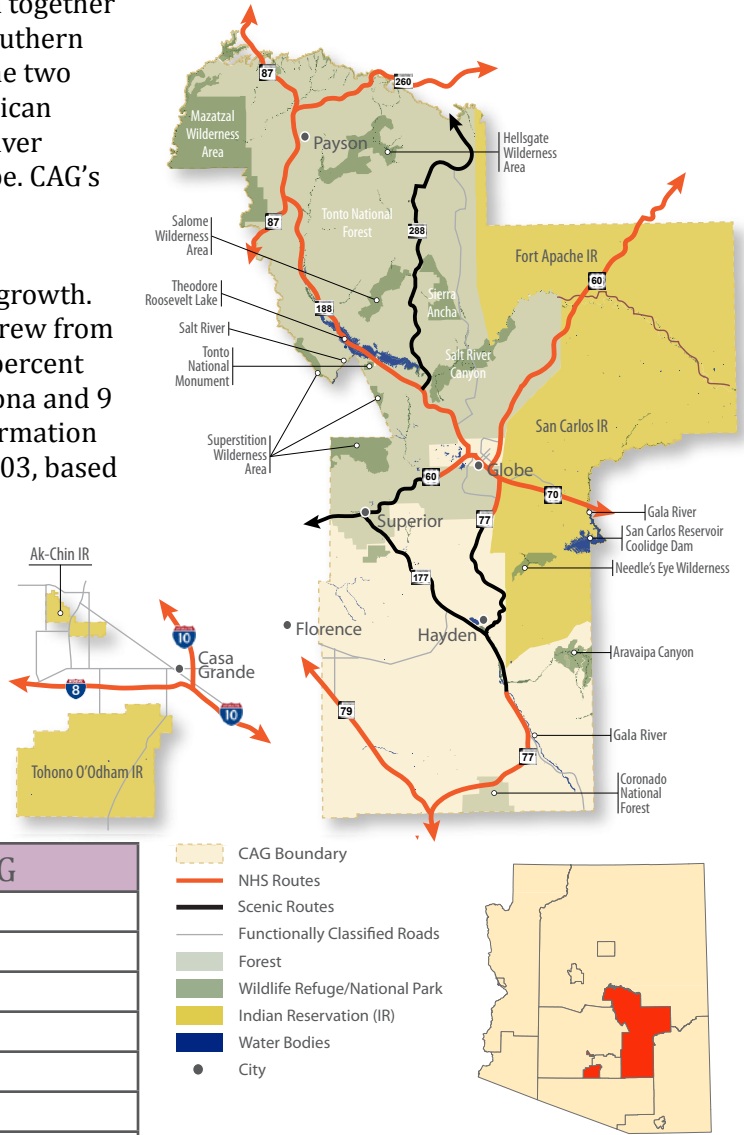 together
uthern
ne two
ican
iver
be. CAG's
growth.
rew from
percent
ona and 9
rmation
03, based
87
260
Mazatzal
Wilderness
Area
Payson
Hellsgate
Wilderness
Area
87
Tonto National
Forest
288
Salome
Wilderness
Area
Fort Apache IR
60
Theodore
Roosevelt Lake
188
Sierra
Ancha
Salt River
Tonto
National
Monument
Salt River
Canyon
San Carlos IR
Superstition
Wilderness
Area
60
Globe
70
Superior
77
Gala River
San Carlos Reservoir
Coolidge Dam
Needle's Eye Wilderness
177
Ak-Chin IR
Florence
Hayden
10
Casa
Grande
Aravaipa Canyon
8
10
79
Gala River
77
Tohono O'Odham IR
Coronado
National
Forest
G
CAG Boundary
NHS Routes
Scenic Routes
Functionally Classified Roads
Forest
Wildlife Refuge/National Park
Indian Reservation (IR)
Water Bodies
City